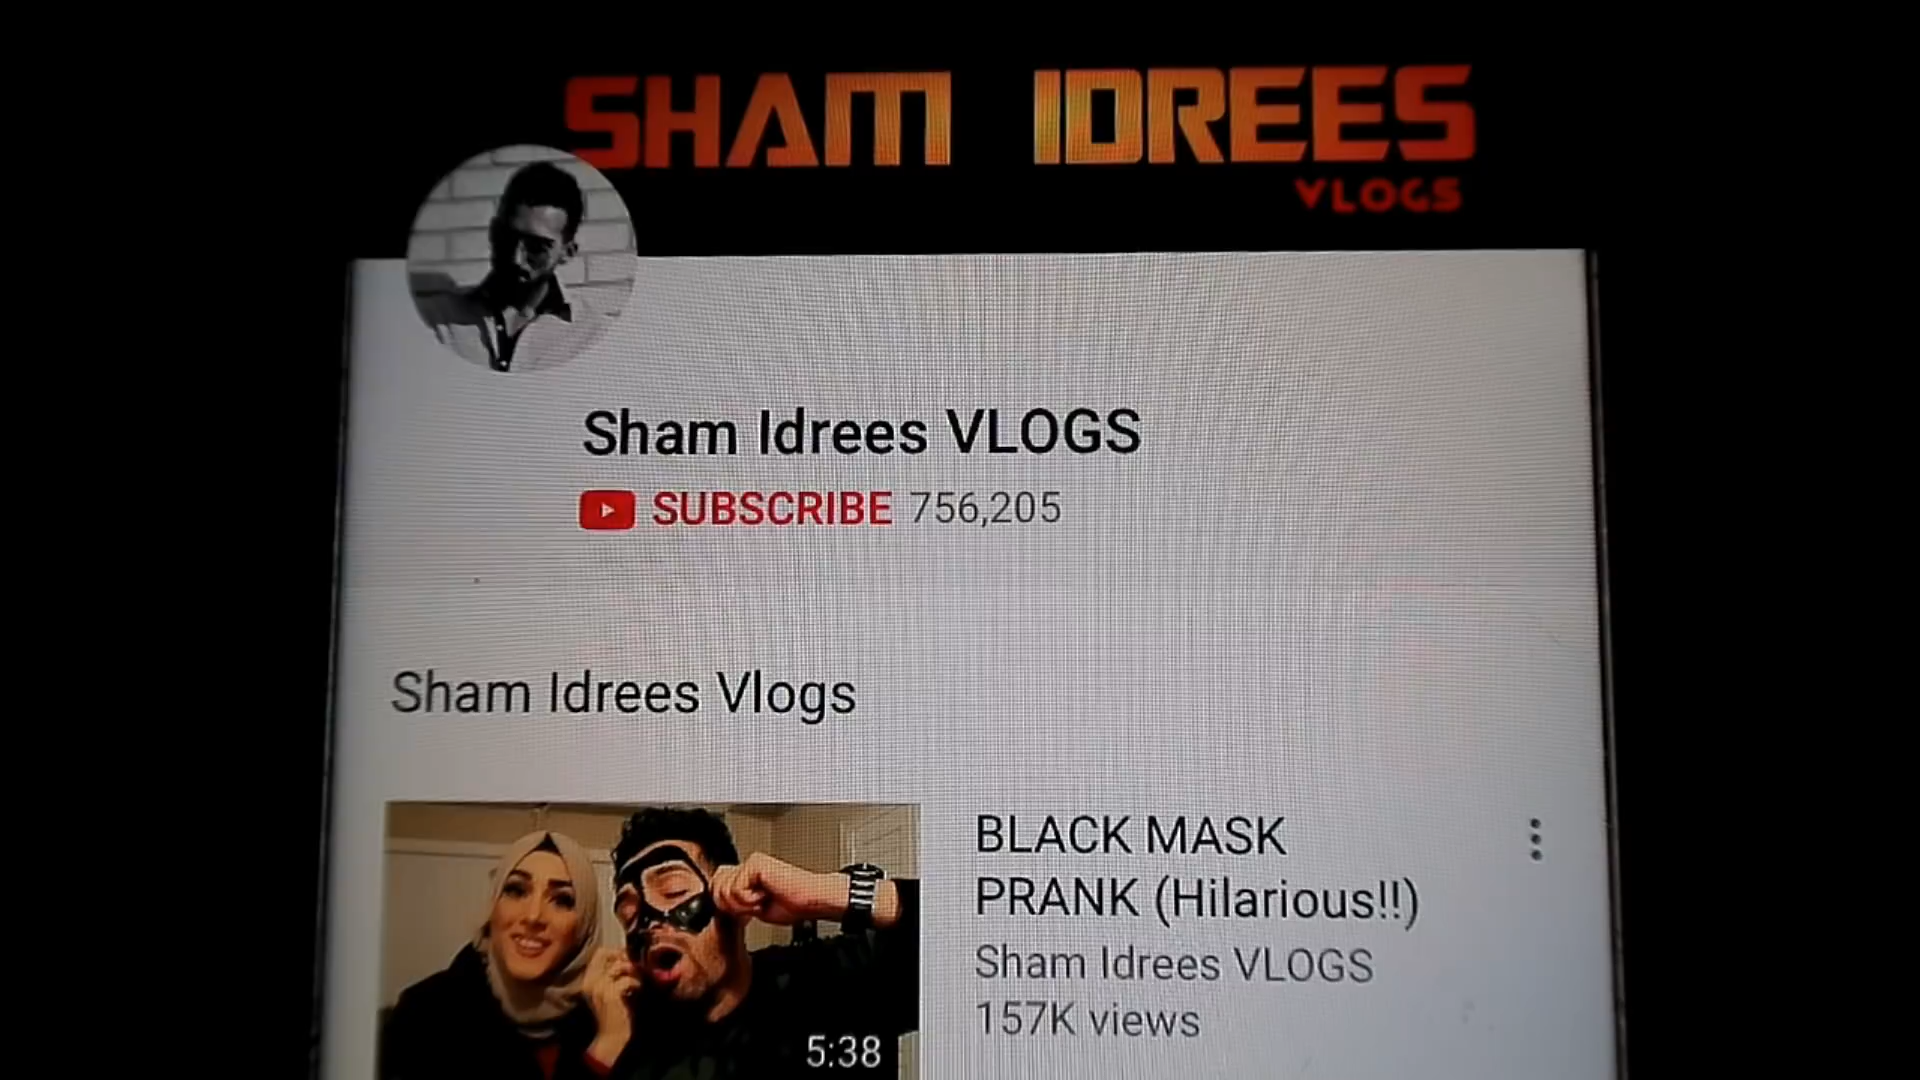 SHAM IDREES
VLOGS
Sham Idrees VLOGS
SUBSCRIBE 756,205
Sham Idrees Vlogs
BLACK MASK
PRANK (Hilarious!!)
Sham Idrees VLOGS
157K views
5:38